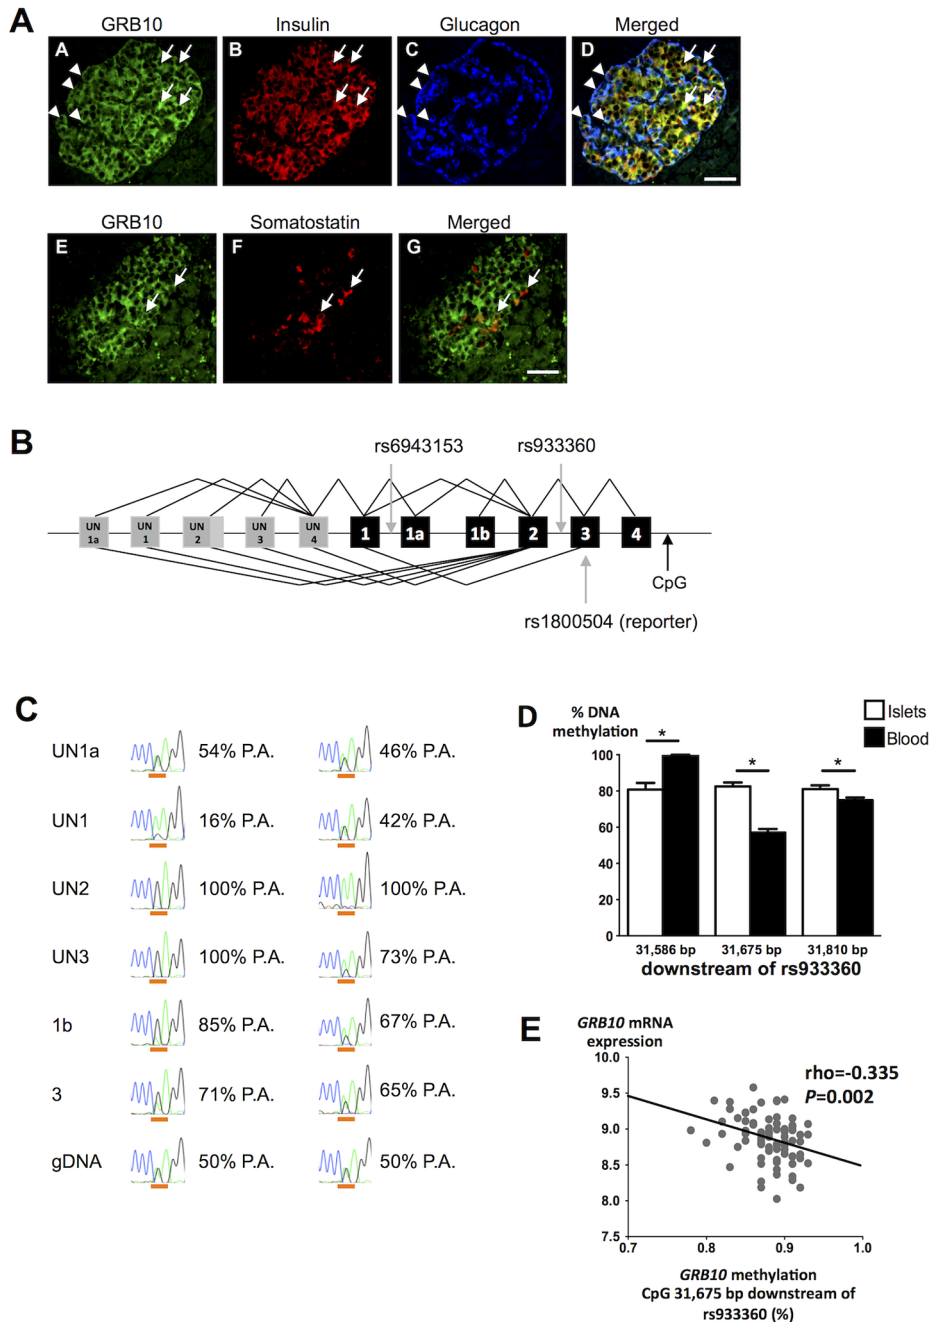 A
GRB10 Insulin Glucagon Merged
A B C D
GRB10 Somatostatin Merged
E F G
B
rs6943153 rs933360
UN 1a UN 1 UN 2 UN 3 UN 4 1 1a 1b 2 3 4
CpG
rs1800504 (reporter)
C
UN1a 54% P.A. 46% P.A.
UN1 16% P.A. 42% P.A.
UN2 100% P.A. 100% P.A.
UN3 100% P.A. 73% P.A.
1b 85% P.A. 67% P.A.
3 71% P.A. 65% P.A.
gDNA 50% P.A. 50% P.A.
D
% DNA
methylation
Islets
Blood
* * *
100
80
60
40
20
0
31,586 bp 31,675 bp 31,810 bp
downstream of rs933360
E
GRB10 mRNA
expression
rho=-0.335
P=0.002
10.0
9.5
9.0
8.5
8.0
7.5
0.7 0.8 0.9 1.0
GRB10 methylation
CpG 31,675 bp downstream of
rs933360 (%)